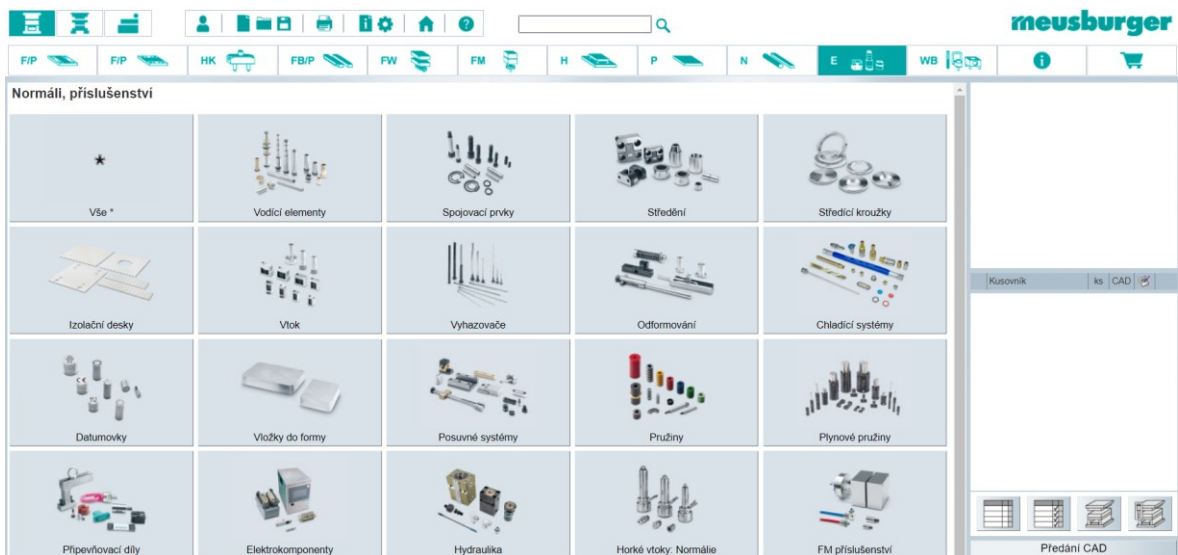 meusburger
F/P
F/P
HK
FB/P
FW
FM
H
P
N
E
WB
Normáli, příslušenství
*
Vše *
Vodící elementy
Spojovací prvky
Středění
Středící kroužky
Izolační desky
Vtok
Vyhazovače
Odformování
Chladící systémy
Kusovník ks CAD
Datumovky
Vložky do formy
Posuvné systémy
Pružiny
Plynové pružiny
Připevňovací díly
Elektrokomponenty
Hydraulika
Horké vtoky: Normálie
FM příslušenství
Předání CAD